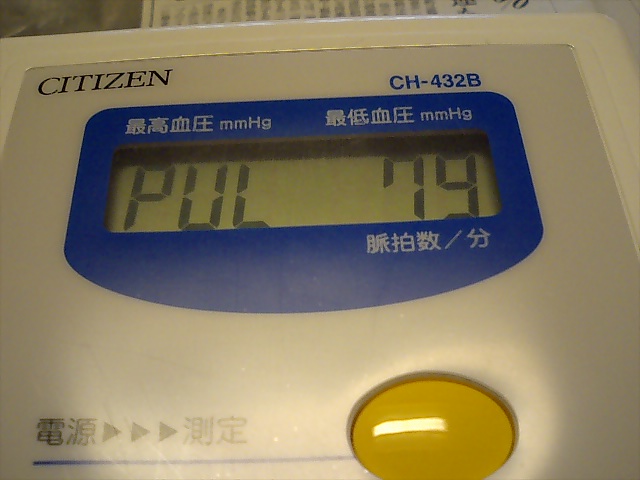 CITIZEN
CH-432B
最高血圧 mmHg
最低血圧 mmHg
PUL 79
脈拍数/分
電源▶▶▶測定